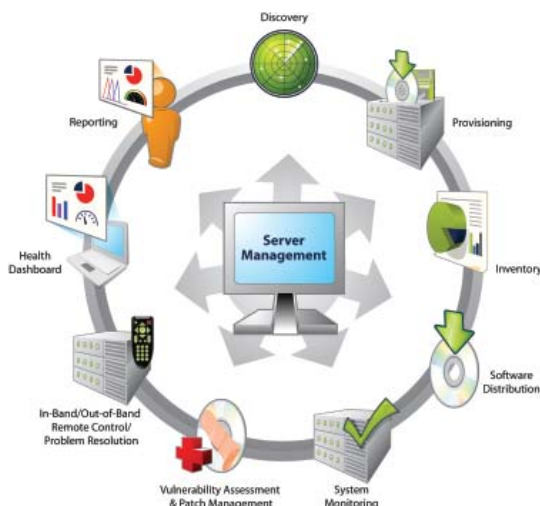 Discovery
Provisioning
Inventory
Software
Distribution
System
Monitoring
Vulnerability Assessment
& Patch Management
In-Band/Out-of-Band
Remote Control/
Problem Resolution
Health
Dashboard
Reporting
Server
Management